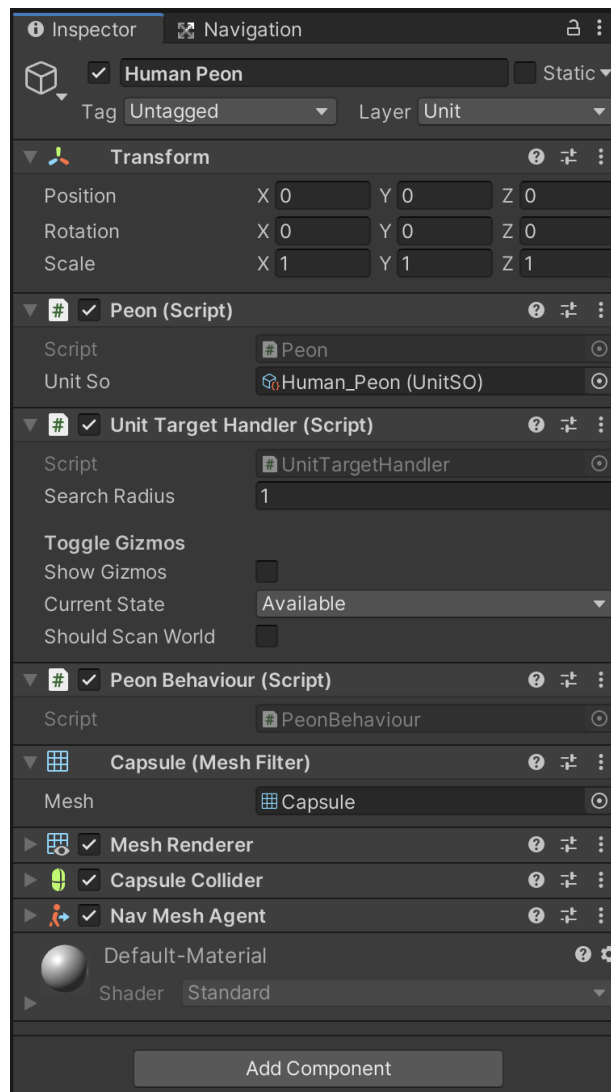 Inspector Navigation
Human Peon Static
Tag Untagged Layer Unit
Transform
Position X 0 Y 0 Z 0
Rotation X 0 Y 0 Z 0
Scale X 1 Y 1 Z 1
# Peon (Script)
Script # Peon
Unit So Human_Peon (UnitSO)
# Unit Target Handler (Script)
Script # UnitTargetHandler
Search Radius 1
Toggle Gizmos
Show Gizmos
Current State Available
Should Scan World
# Peon Behaviour (Script)
Script # PeonBehaviour
Capsule (Mesh Filter)
Mesh Capsule
Mesh Renderer
Capsule Collider
Nav Mesh Agent
Default-Material
Shader Standard
Add Component